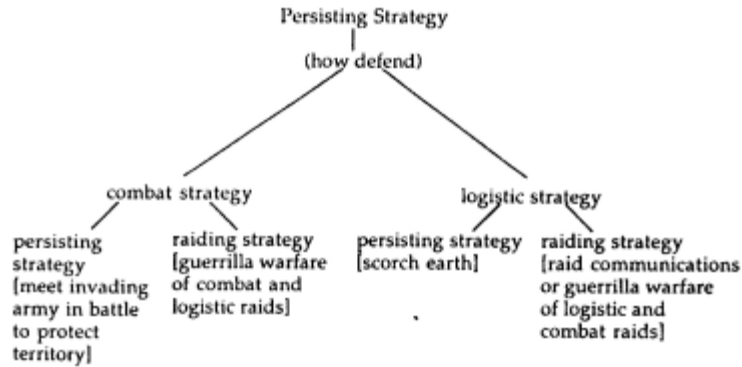 Persisting Strategy
(how defend)
combat strategy
logistic strategy
persisting
strategy
[meet invading
army in battle
to protect
territory]
raiding strategy
[guerrilla warfare
of combat and
logistic raids]
persisting strategy
[scorch earth]
raiding strategy
[raid communications
or guerrilla warfare
of logistic and
combat raids]